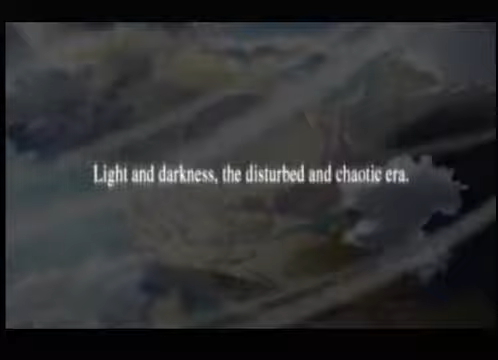 Light and darkness, the disturbed and chaotic era.